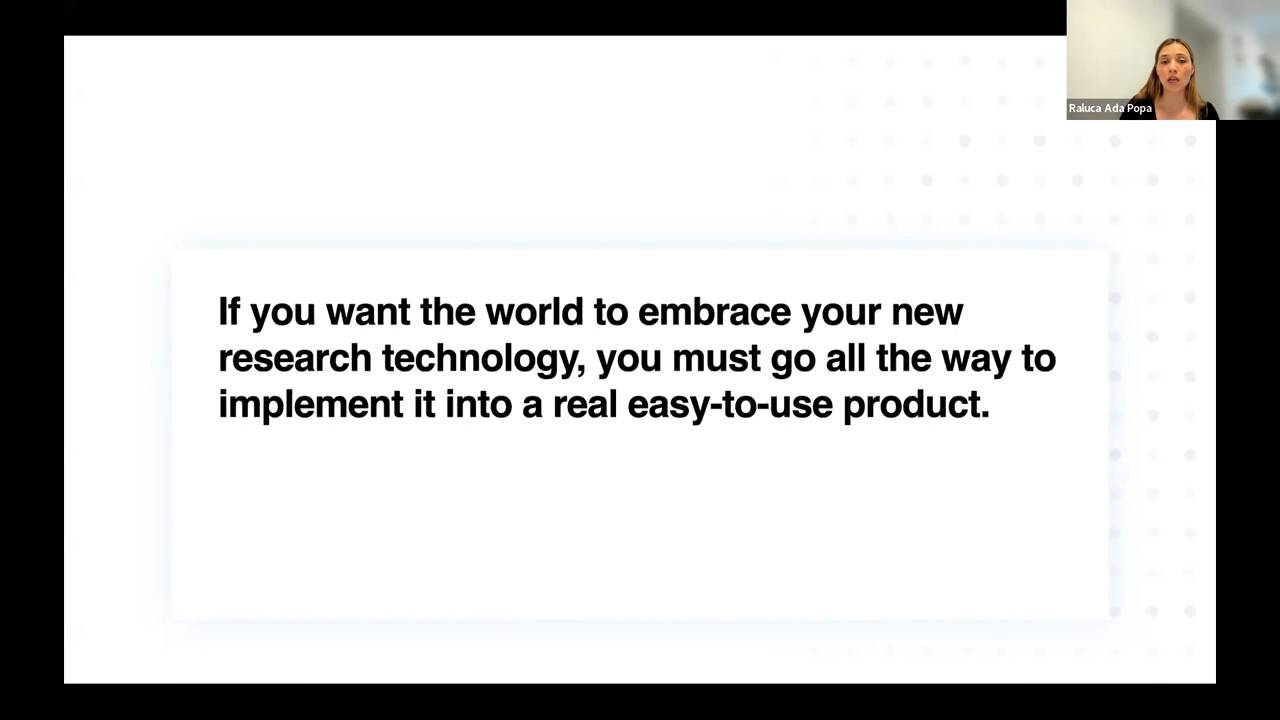 Raluca Ada Popa
If you want the world to embrace your new
research technology, you must go all the way to
implement it into a real easy-to-use product.